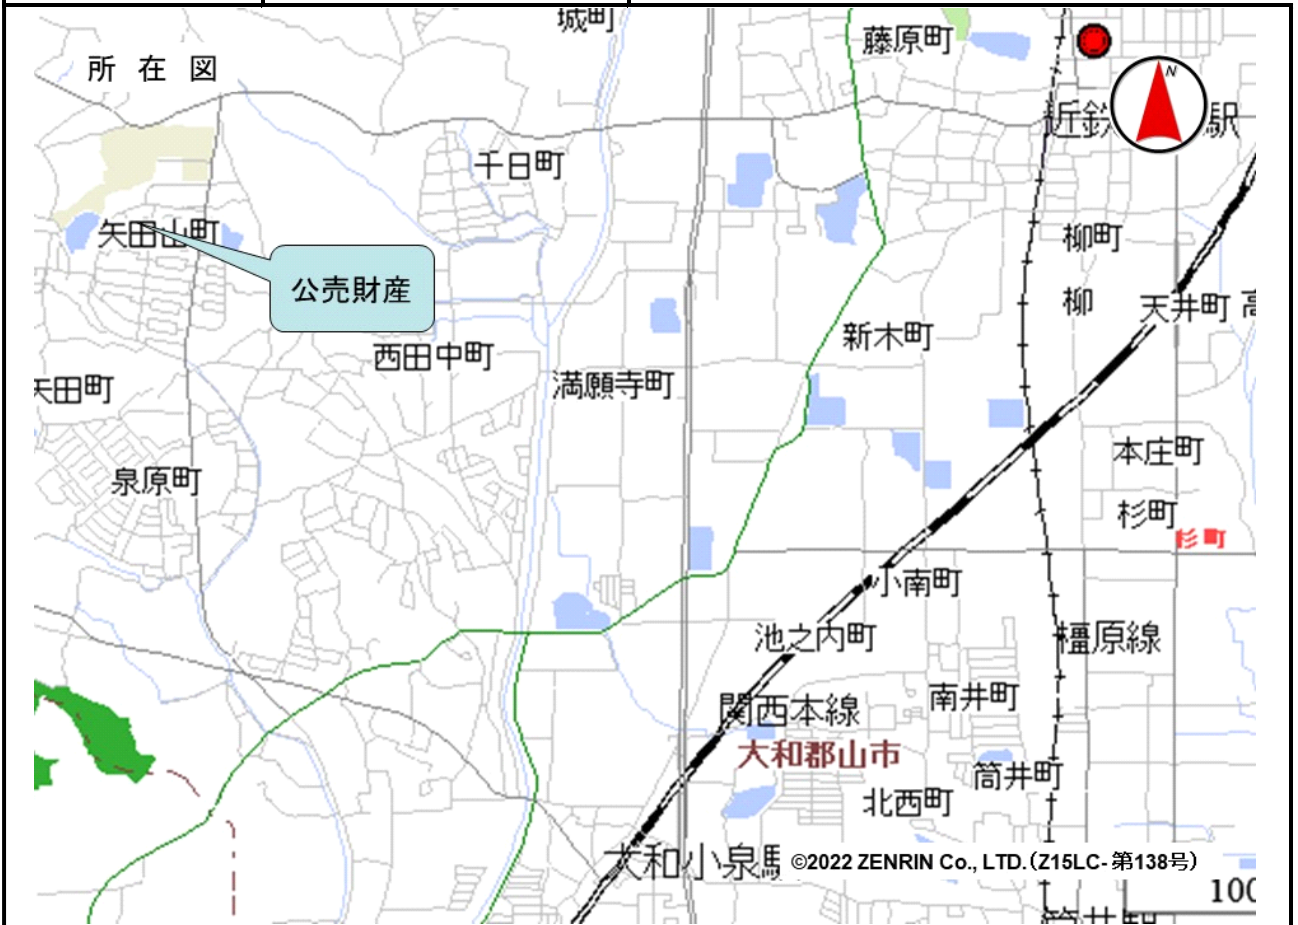 城町
藤原町
所在図
N
近鉄
駅
千日町
矢田山町
柳町
公売財産
柳
天井町
高
新木町
西田中町
満願寺町
矢田町
本庄町
泉原町
杉町
杉町
小南町
池之内町
橿原線
南井町
関西本線
大和郡山市
筒井町
北西町
大和小泉駅
©2022 ZENRIN Co., LTD.(Z15LC-第138号)
100
筒井駅